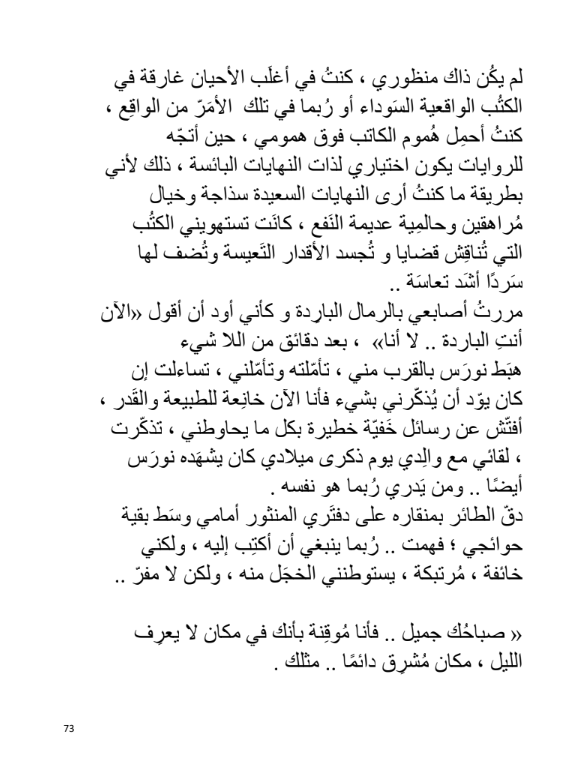 لم يكُن ذاك منظوري ، كنتُ في أغلَب الأحيان غارقة في
الكتُب الواقعية السَوداء أو رُبما في تلك الأمَرّ من الواقِع ،
كنتُ أحمِل هُموم الكاتب فوق همومي ، حين أتجّه
للروايات يكون اختياري لذات النهايات البائسة ، ذلك لأني
بطريقة ما كنتُ أرى النهايات السعيدة سذاجة وخيال
مُراهقين وحالمِية عديمة النَفع ، كانَت تستهويني الكتُب
التي تُناقِش قضايا و تُجسد الأقدار التَعيسة وتُضف لها
سَردًا أشَد تعاسَة ..
مررتُ أصابعي بالرمال البارِدة و كأني أود أن أقول «الآن
أنتِ الباردة .. لا أنا» ، بعد دقائق من اللا شيء
هبَط نورَس بالقرب مني ، تأمّلته وتأمّلني ، تساءلت إن
كان يوّد أن يُذكّرني بشيء فأنا الآن خانِعة للطبيعة والقَدر ،
أفتّش عن رسائل خَفيّة خطيرة بكل ما يحاوطني ، تذكّرت
، لقائي مع والِدي يوم ذكرى ميلادي كان يشهَده نورَس
أيضًا .. ومن يَدري رُبما هو نفسه .
دقّ الطائر بمنقاره على دفتَري المنثور أمامي وسَط بقية
حوائجي ؛ فهمت .. رُبما ينبغي أن أكتِب إليه ، ولكني
خائفة ، مُرتبكة ، يستوطنني الخجَل منه ، ولكن لا مفرّ ..
« صباحُك جميل .. فأنا مُوقِنة بأنك في مكان لا يعرِف
الليل ، مكان مُشرِق دائمًا .. مثلك .
73